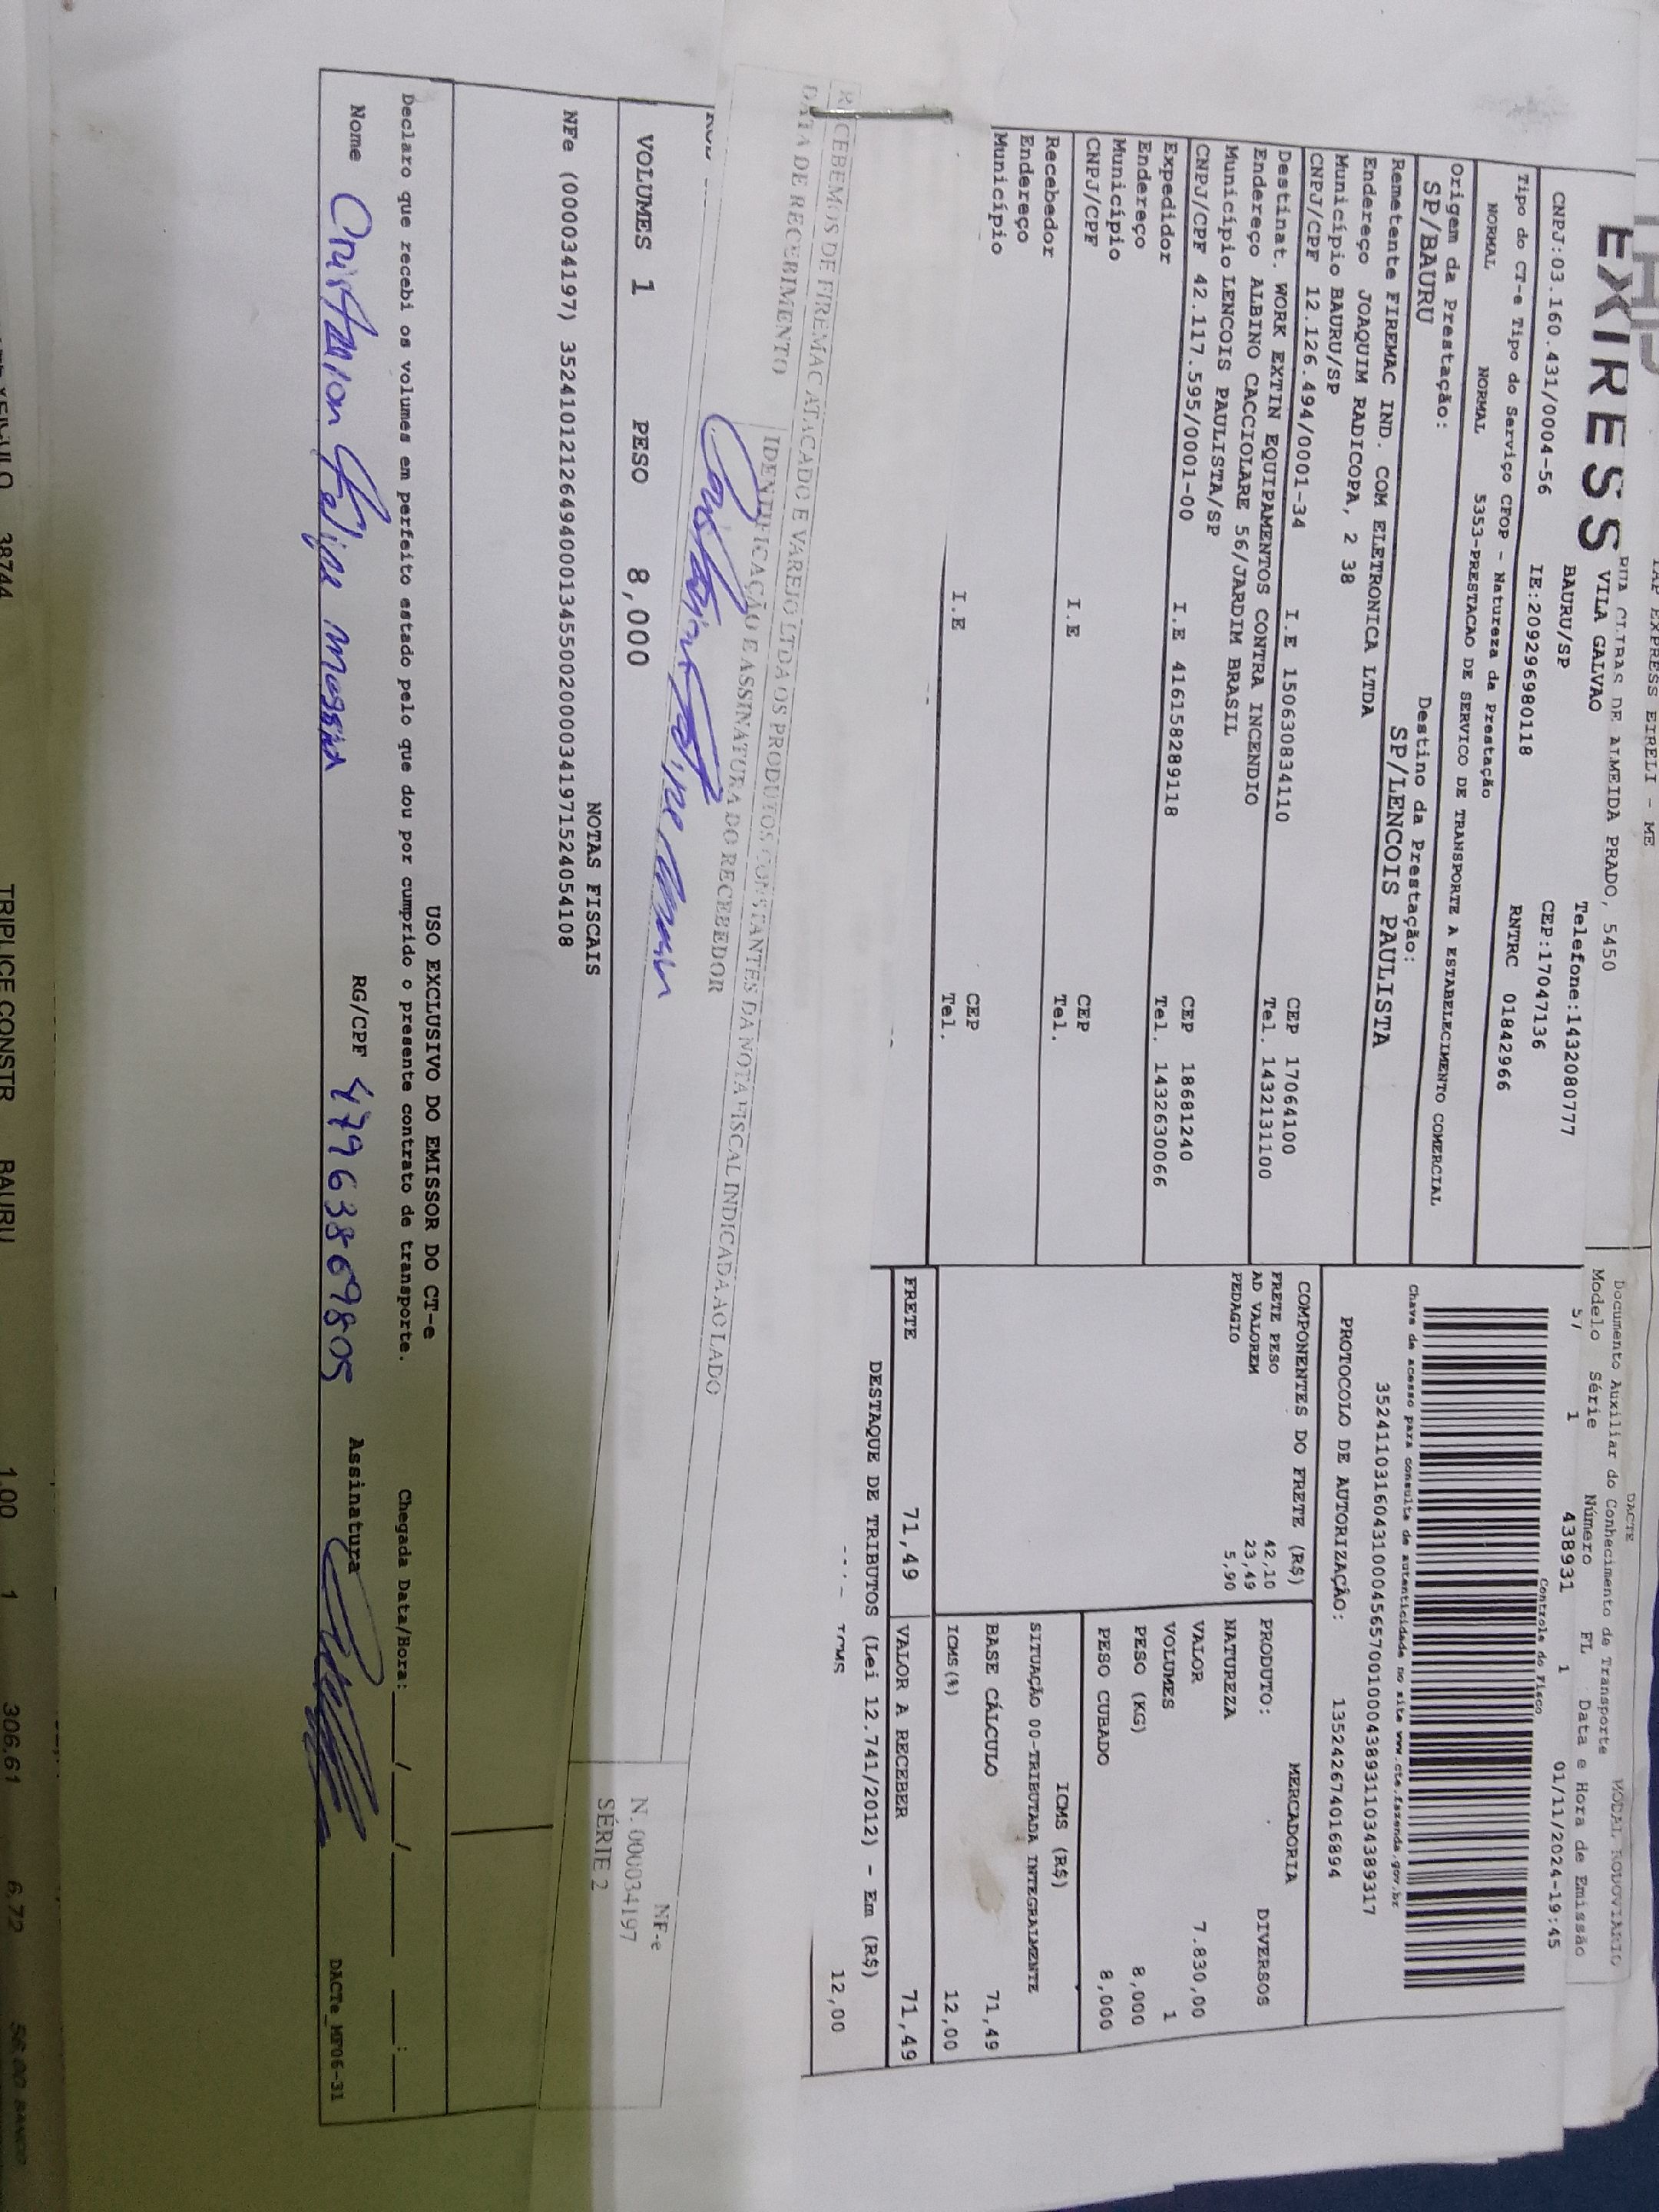 TAP EXPRESS EIRELI - ME
EXPRESS
RUA CLIRAS DE ALMEIDA PRADO, 5450
VILA GALVAO
Telefone:1432080777
BAURU/SP
CEP:17047136
CNPJ:03.160.431/0004-56
IE:209296980118
RNTRC 01842966
DACTE
Documento Auxiliar do Conhecimento de Transporte
MODAL RODOVIARIO
Modelo Série Número FL Data e Hora de Emissão
57 1 438931 1 01/11/2024-19:45
Controle do Fisco
Tipo do CT-e Tipo do Serviço CFOP - Natureza da Prestação
NORMAL NORMAL 5353-PRESTACAO DE SERVICO DE TRANSPORTE A ESTABELECIMENTO COMERCIAL
Origem da Prestação: Destino da Prestação:
SP/BAURU SP/LENCOIS PAULISTA
Chave de acesso para consulta de autenticidade no site www.cte.fazenda.gov.br
35241103160431000456570010004389311034389317
PROTOCOLO DE AUTORIZAÇÃO: 135242674016894
Remetente FIREMAC IND. COM ELETRONICA LTDA
Endereço JOAQUIM RADICOPA, 2 38
Município BAURU/SP CEP 17064100
CNPJ/CPF 12.126.494/0001-34 I.E 150630834110 Tel. 1432131100
Destinat. WORK EXTIN EQUIPAMENTOS CONTRA INCENDIO
Endereço ALBINO CACCIOLARE 56/JARDIM BRASIL
Município LENCOIS PAULISTA/SP CEP 18681240
CNPJ/CPF 42.117.595/0001-00 I.E 416158289118 Tel. 1432630066
Expedidor
Endereço
Município CEP
CNPJ/CPF I.E Tel.
Recebedor
Endereço
Município CEP
I.E Tel.
COMPONENTES DO FRETE (R$)
FRETE PESO 42,10
AD VALOREM 23,49
PEDAGIO 5,90
MERCADORIA
PRODUTO: DIVERSOS
NATUREZA
VALOR 7.830,00
VOLUMES 1
PESO (KG) 8,000
PESO CUBADO 8,000
ICMS (R$)
SITUAÇÃO 00-TRIBUTADA INTEGRALMENTE
BASE CÁLCULO 71,49
ICMS(%) 12,00
FRETE 71,49 VALOR A RECEBER 71,49
DESTAQUE DE TRIBUTOS (Lei 12.741/2012) - Em (R$)
ICMS 12,00
RECEBEMOS DE FIREMAC ATACADO E VAREJO LTDA OS PRODUTOS CONSTANTES DA NOTA FISCAL INDICADA AO LADO
DATA DE RECEBIMENTO IDENTIFICAÇÃO E ASSINATURA DO RECEBEDOR
NF-e
N. 000034197
SÉRIE 2
VOLUMES 1 PESO 8,000
NOTAS FISCAIS
NFe (000034197) 35241012126494000134550020000341971524054108
USO EXCLUSIVO DO EMISSOR DO CT-e
Declaro que recebi os volumes em perfeito estado pelo que dou por cumprido o presente contrato de transporte. Chegada Data/Hora: ___/___/_____ ___:___
Nome RG/CPF 47963869805 Assinatura
DACTe_MF06-31
38744 TRIPLICE CONSTR BAURU 1,00 1 306,61 6,72 56,00